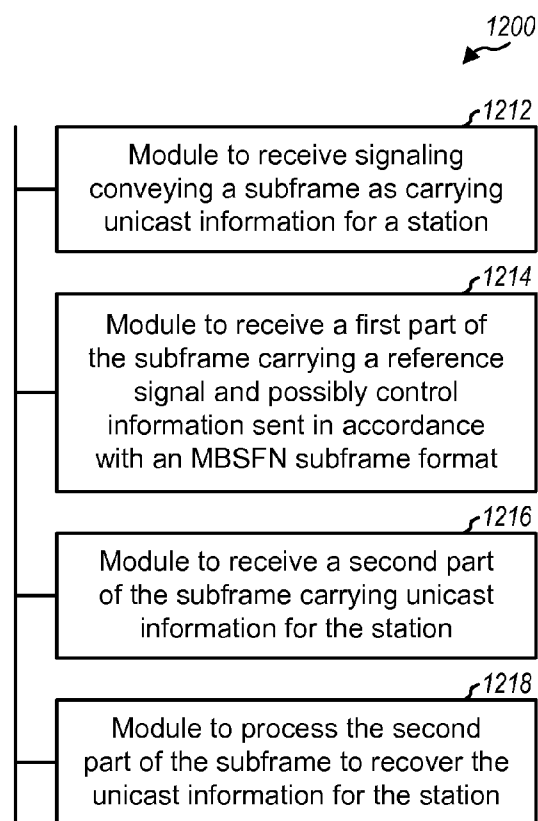 1200
1212
Module to receive signaling
conveying a subframe as carrying
unicast information for a station
1214
Module to receive a first part of
the subframe carrying a reference
signal and possibly control
information sent in accordance
with an MBSFN subframe format
1216
Module to receive a second part
of the subframe carrying unicast
information for the station
1218
Module to process the second
part of the subframe to recover the
unicast information for the station